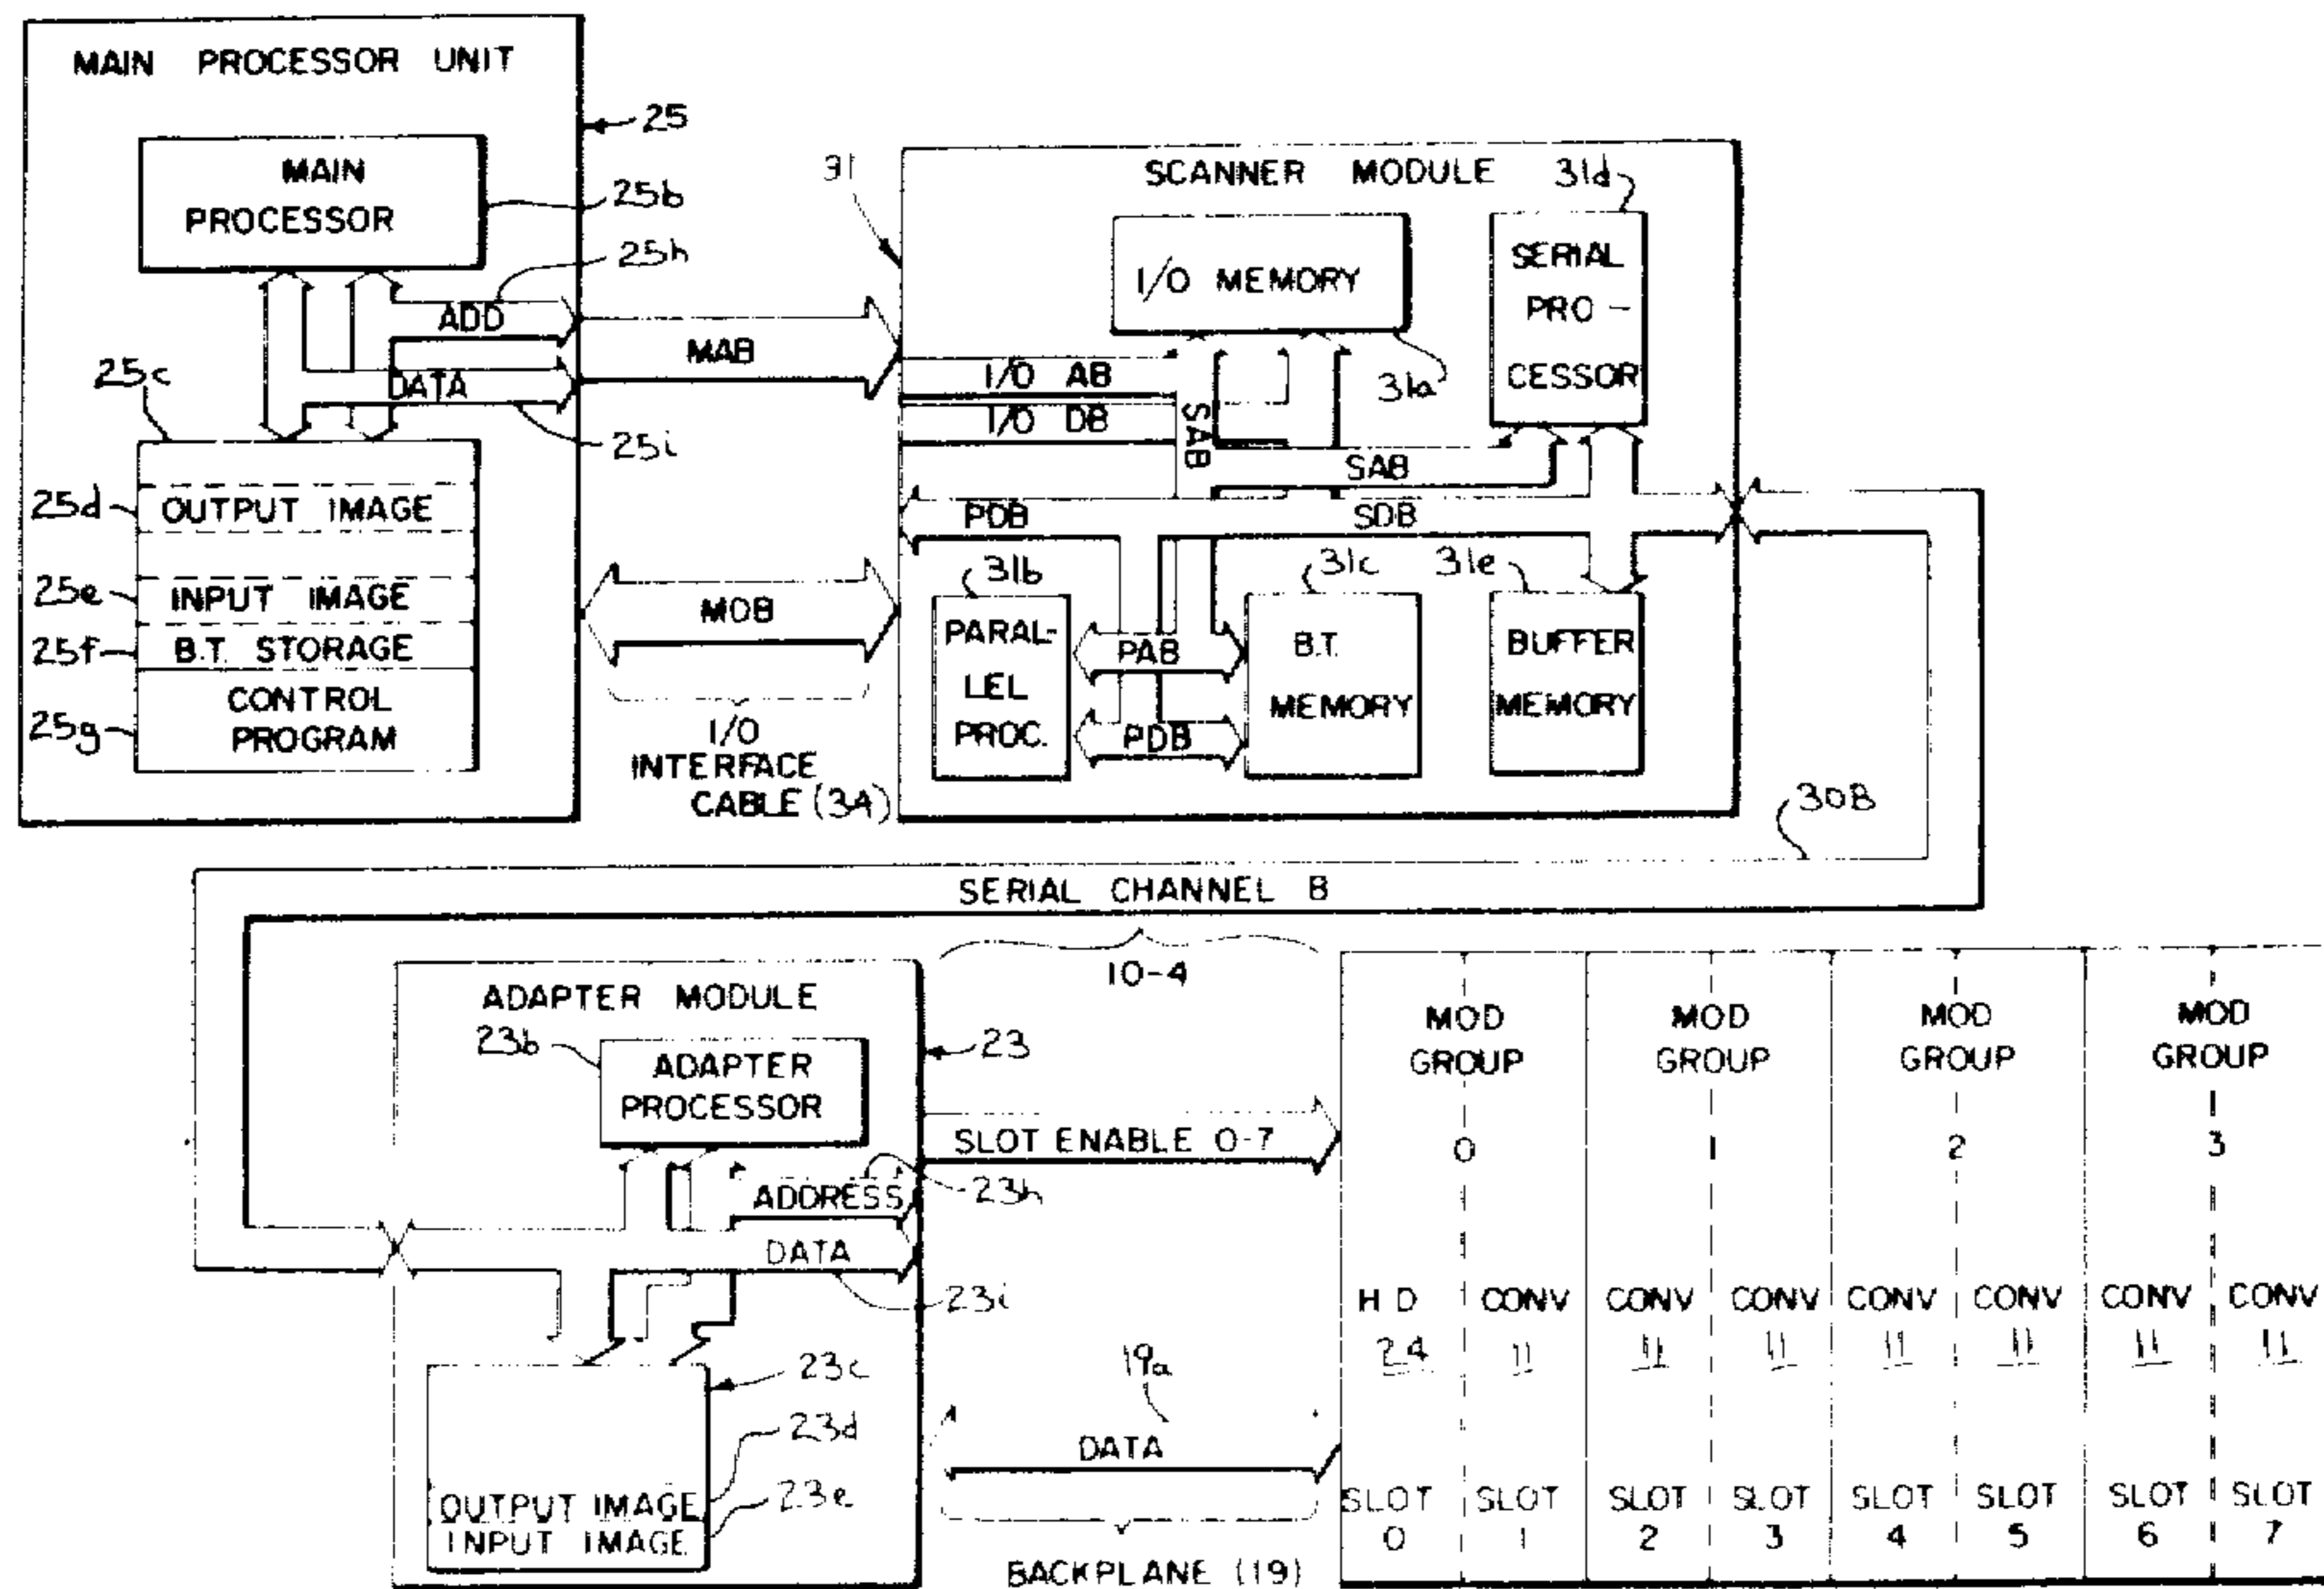 MAIN PROCESSOR UNIT
25
MAIN
PROCESSOR
25b
25h
ADD
DATA
25i
25c
25d
OUTPUT IMAGE
25e
INPUT IMAGE
25f
B.T. STORAGE
25g
CONTROL
PROGRAM
MAB
MOB
I/O
INTERFACE
CABLE (34)
31
SCANNER MODULE
31d
I/O MEMORY
31a
SERIAL
PRO-
CESSOR
I/O AB
I/O DB
SAB
SAB
PDB
SDB
31b
31c
31e
PARAL-
LEL
PROC.
PAB
PDB
B.T.
MEMORY
BUFFER
MEMORY
30B
SERIAL CHANNEL B
10-4
ADAPTER MODULE
23b
23
ADAPTER
PROCESSOR
SLOT ENABLE 0-7
ADDRESS
23h
DATA
23i
23c
23d
23e
OUTPUT IMAGE
INPUT IMAGE
19a
DATA
BACKPLANE (19)
MOD MOD MOD MOD
GROUP GROUP GROUP GROUP
0 1 2 3
HD CONV CONV CONV CONV CONV CONV CONV
24 11 11 11 11 11 11 11
SLOT SLOT SLOT SLOT SLOT SLOT SLOT SLOT
0 1 2 3 4 5 6 7